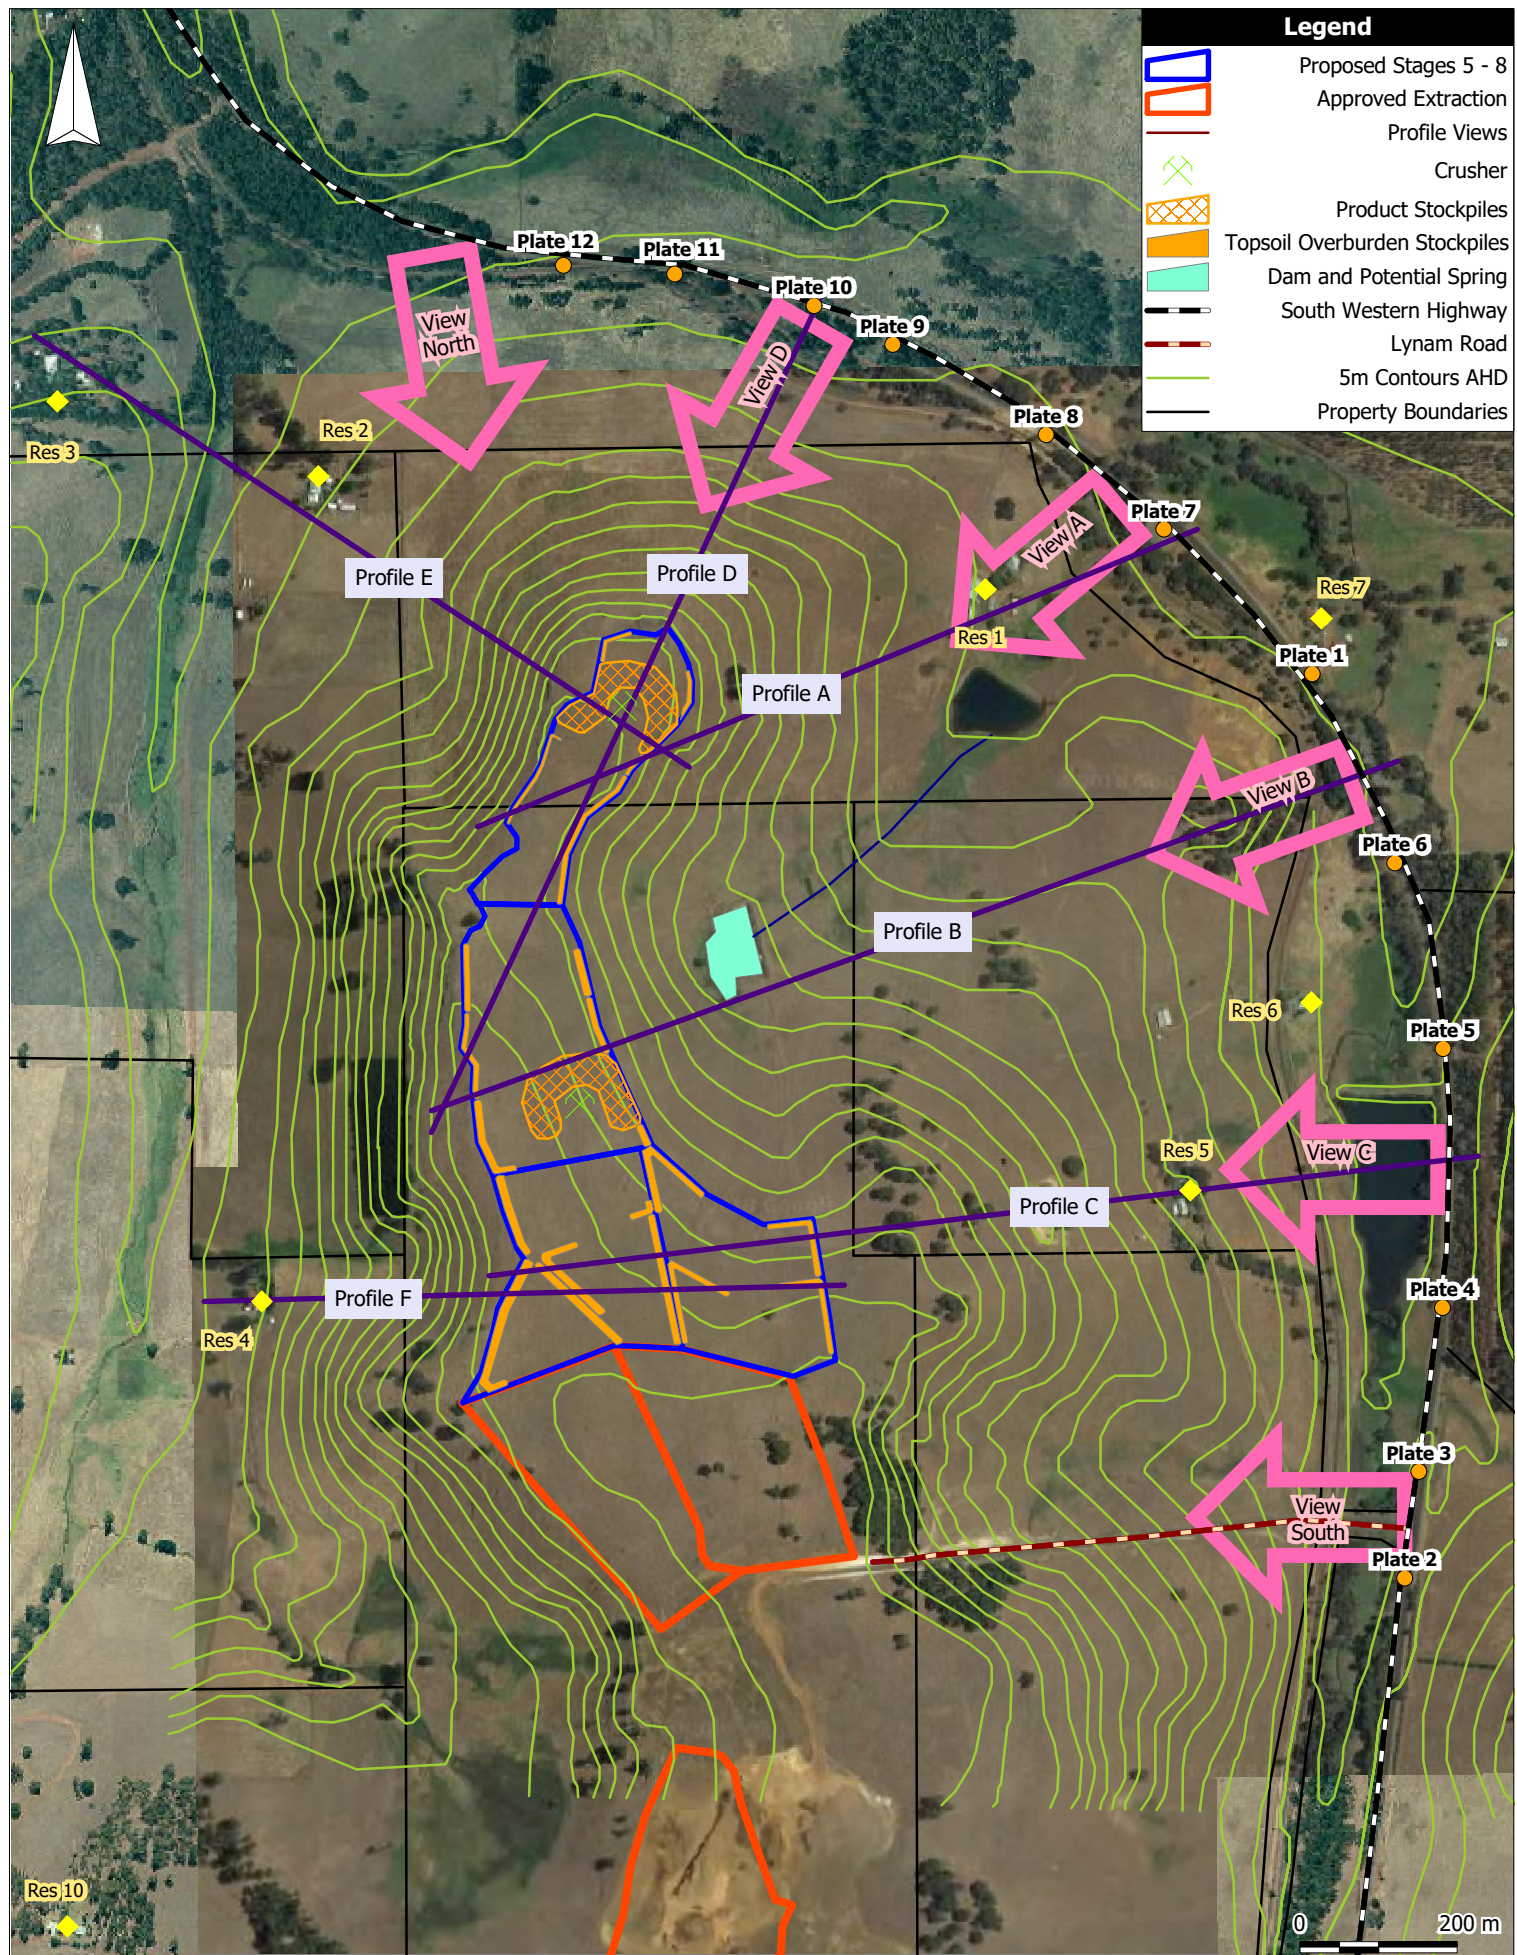 Legend
Proposed Stages 5 - 8
Approved Extraction
Profile Views
Crusher
Product Stockpiles
Topsoil Overburden Stockpiles
Dam and Potential Spring
South Western Highway
Lynam Road
5m Contours AHD
Property Boundaries
Plate 12
Plate 11
Plate 10
Plate 9
View
North
View D
Plate 8
Res 2
Res 3
Plate 7
View A
Profile E
Profile D
Res 7
Res 1
Plate 1
Profile A
View B
Plate 6
Profile B
Res 6
Plate 5
Res 5
View C
Profile C
Plate 4
Profile F
Res 4
Plate 3
View
South
Plate 2
Res 10
0 200 m